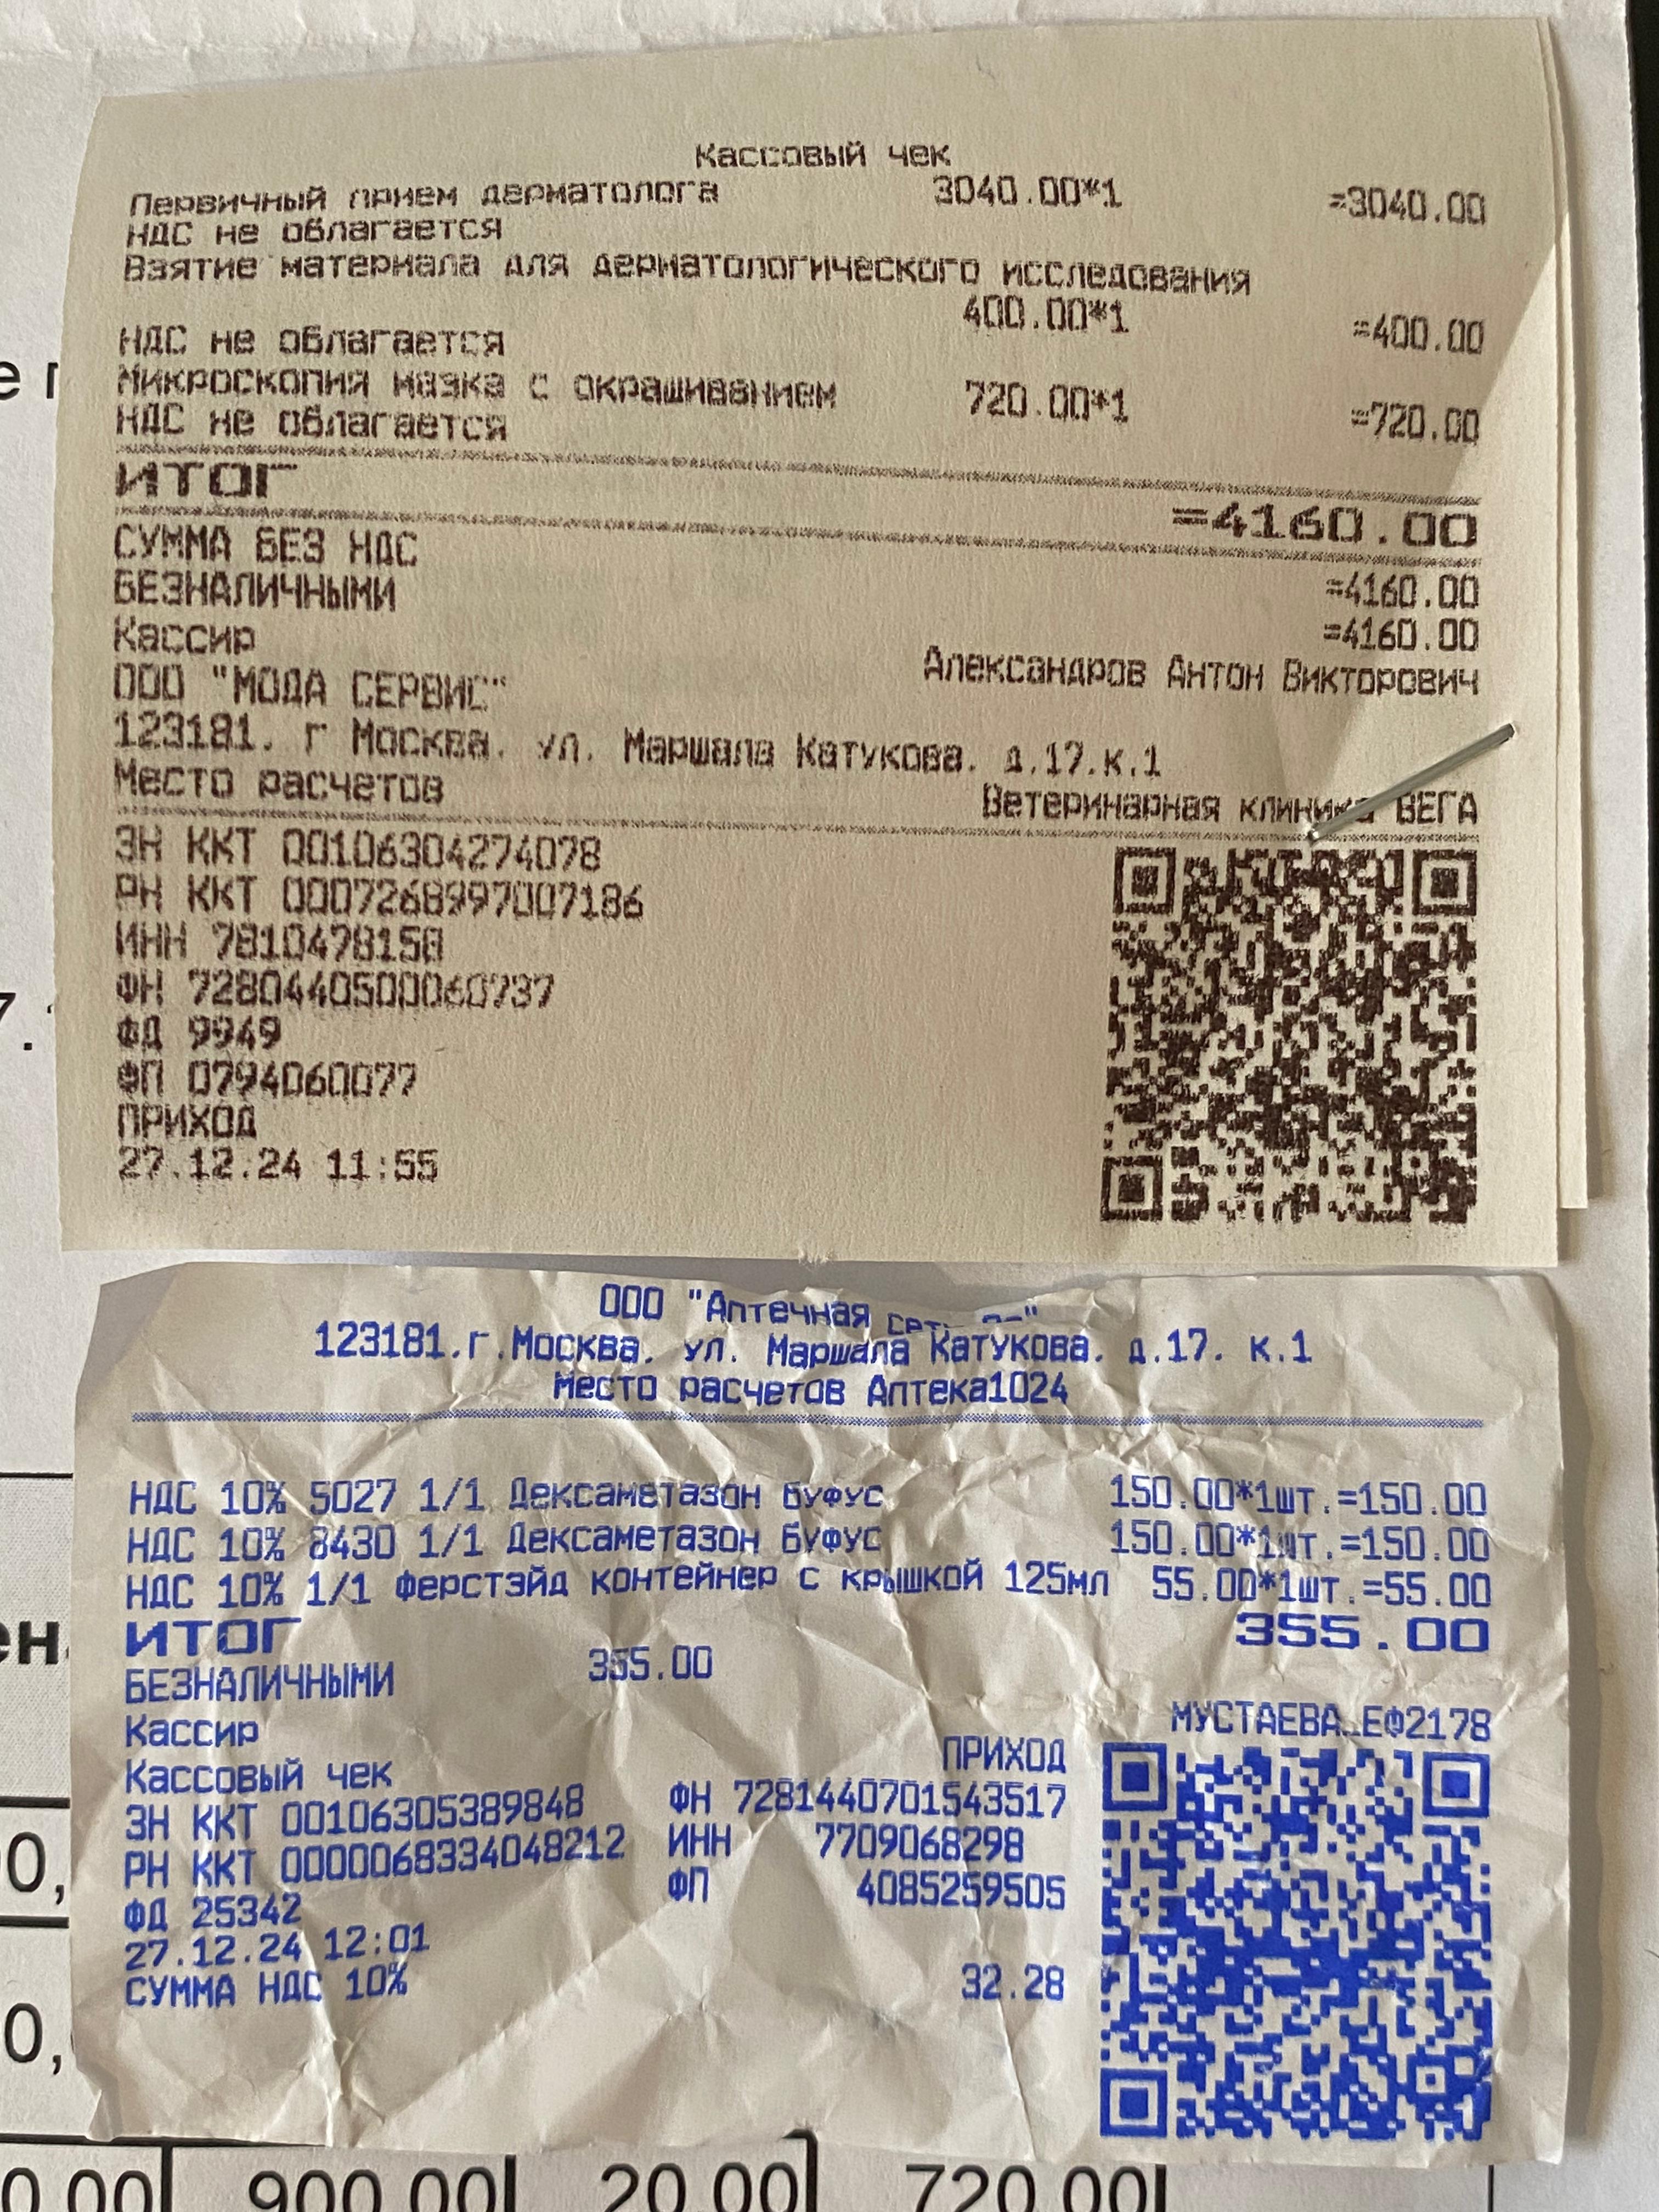 Кассовый чек
Первичный прием дерматолога 3040.00*1 =3040.00
НДС не облагается
Взятие материала для дерматологического исследования
400.00*1 =400.00
НДС не облагается
Микроскопия мазка с окрашиванием 720.00*1 =720.00
НДС не облагается
ИТОГ =4160.00
СУММА БЕЗ НДС =4160.00
БЕЗНАЛИЧНЫМИ =4160.00
Кассир Александров Антон Викторович
ООО "МОДА СЕРВИС"
123181, г Москва, ул. Маршала Катукова, д.17,к.1
Место расчетов Ветеринарная клиника ВЕГА
ЗН ККТ 00106304274078
РН ККТ 0007268997007186
ИНН 7810478158
ФН 7280440500060737
ФД 9949
ФП 0794060077
ПРИХОД
27.12.24 11:55
ООО "Аптечная
123181,г.Москва, ул. Маршала Катукова, д.17, к.1
Место расчетов Аптека1024
НДС 10% 5027 1/1 Дексаметазон буфус 150.00*1шт.=150.00
НДС 10% 8430 1/1 Дексаметазон буфус 150.00*1шт.=150.00
НДС 10% 1/1 Ферстэйд контейнер с крышкой 125мл 55.00*1шт.=55.00
ИТОГ 355.00
БЕЗНАЛИЧНЫМИ 355.00
Кассир МУСТАЕВА_ЕФ2178
Кассовый чек ПРИХОД
ЗН ККТ 00106305389848 ФН 7281440701543517
РН ККТ 0000068334048212 ИНН 7709068298
ФД 25342 ФП 4085259505
27.12.24 12:01
СУММА НДС 10% 32.28
0,00 900,00 20,00 720,00